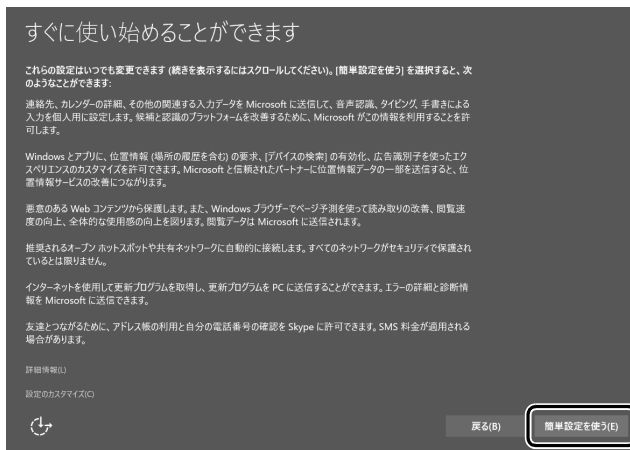 すぐに使い始めることができます
これらの設定はいつでも変更できます (続きを表示するにはスクロールしてください)。[簡単設定を使う] を選択すると、次
のようなことができます:
連絡先、カレンダーの詳細、その他の関連する入力データを Microsoft に送信して、音声認識、タイピング、手書きによる
入力を個人用に設定します。候補と認識のプラットフォームを改善するために、Microsoft がこの情報を利用することを許
可します。
Windows とアプリに、位置情報 (場所の履歴を含む) の要求、[デバイスの検索] の有効化、広告識別子を使ったエク
スペリエンスのカスタマイズを許可できます。Microsoft と信頼されたパートナーに位置情報データの一部を送信すると、位
置情報サービスの改善につながります。
悪意のある Web コンテンツから保護します。また、Windows ブラウザーでページ予測を使って読み取りの改善、閲覧速
度の向上、全体的な使用感の向上を図ります。閲覧データは Microsoft に送信されます。
推奨されるオープン ホットスポットや共有ネットワークに自動的に接続します。すべてのネットワークがセキュリティで保護され
ているとは限りません。
インターネットを使用して更新プログラムを取得し、更新プログラムを PC に送信することができます。エラーの詳細と診断情
報を Microsoft に送信できます。
友達とつながるために、アドレス帳の利用と自分の電話番号の確認を Skype に許可できます。SMS 料金が適用される
場合があります。
詳細情報(L)
設定のカスタマイズ(C)
戻る(B)
簡単設定を使う(E)